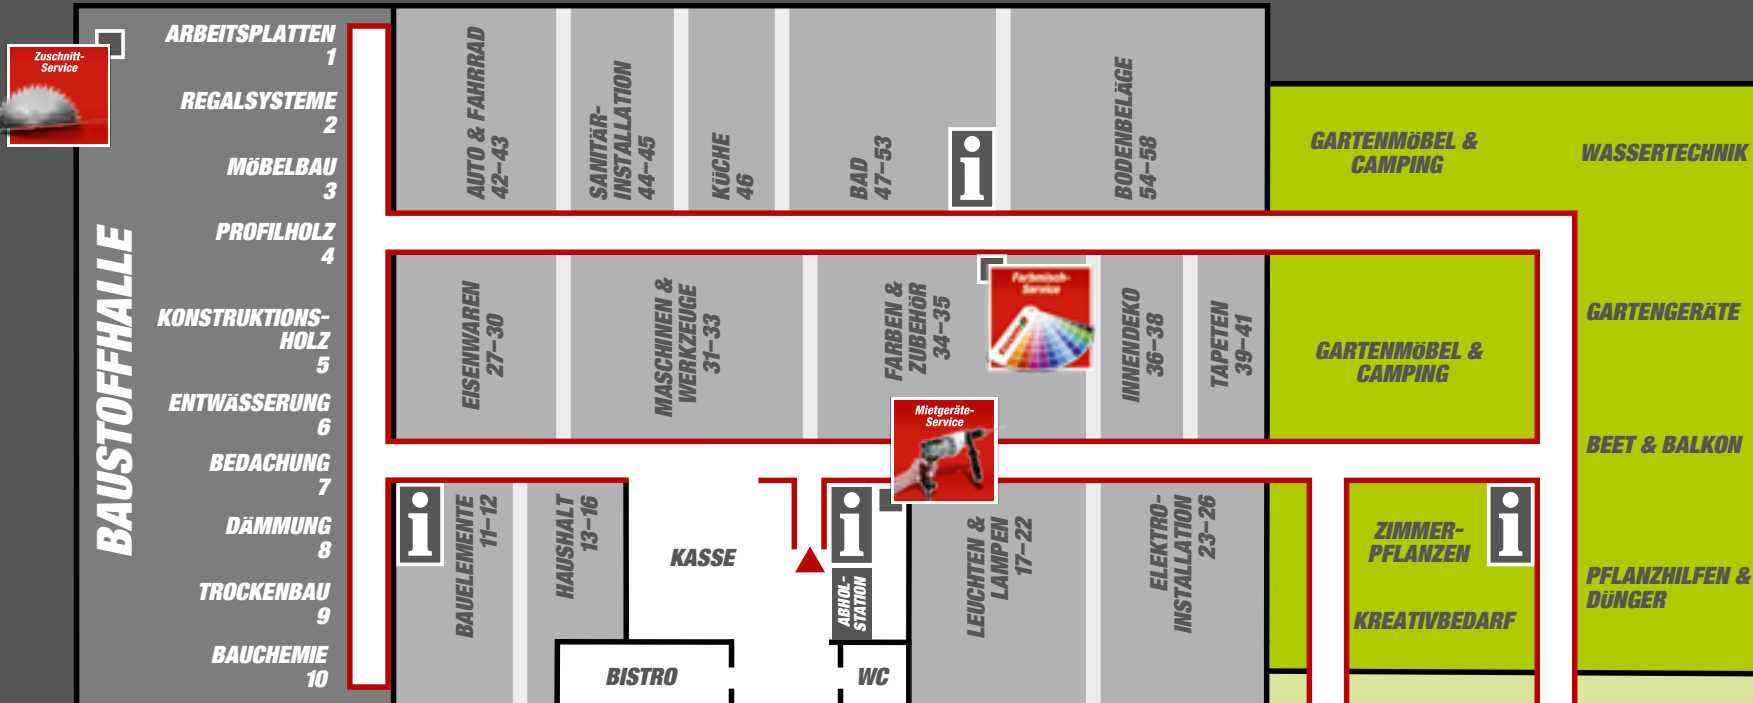 Zuschnitt-
Service
BAUSTOFFHALLE
ARBEITSPLATTEN
1
REGALSYSTEME
2
MÖBELBAU
3
PROFILHOLZ
4
KONSTRUKTIONS-
HOLZ
5
ENTWÄSSERUNG
6
BEDACHUNG
7
DÄMMUNG
8
TROCKENBAU
9
BAUCHEMIE
10
AUTO & FAHRRAD
42–43
SANITÄR-
INSTALLATION
44–45
KÜCHE
46
BAD
47–53
i
BODENBELÄGE
54–58
GARTENMÖBEL &
CAMPING
WASSERTECHNIK
EISENWAREN
27–30
MASCHINEN &
WERKZEUGE
31–33
FARBEN &
ZUBEHÖR
34–35
Farbmisch-
Service
INNENDEKO
36–38
TAPETEN
39–41
GARTENMÖBEL &
CAMPING
GARTENGERÄTE
BEET & BALKON
Mietgeräte-
Service
i
BAUELEMENTE
11–12
HAUSHALT
13–16
KASSE
i
ABHOL-
STATION
LEUCHTEN &
LAMPEN
17–22
ELEKTRO-
INSTALLATION
23–26
ZIMMER-
PFLANZEN
i
KREATIVBEDARF
PFLANZHILFEN &
DÜNGER
BISTRO
WC